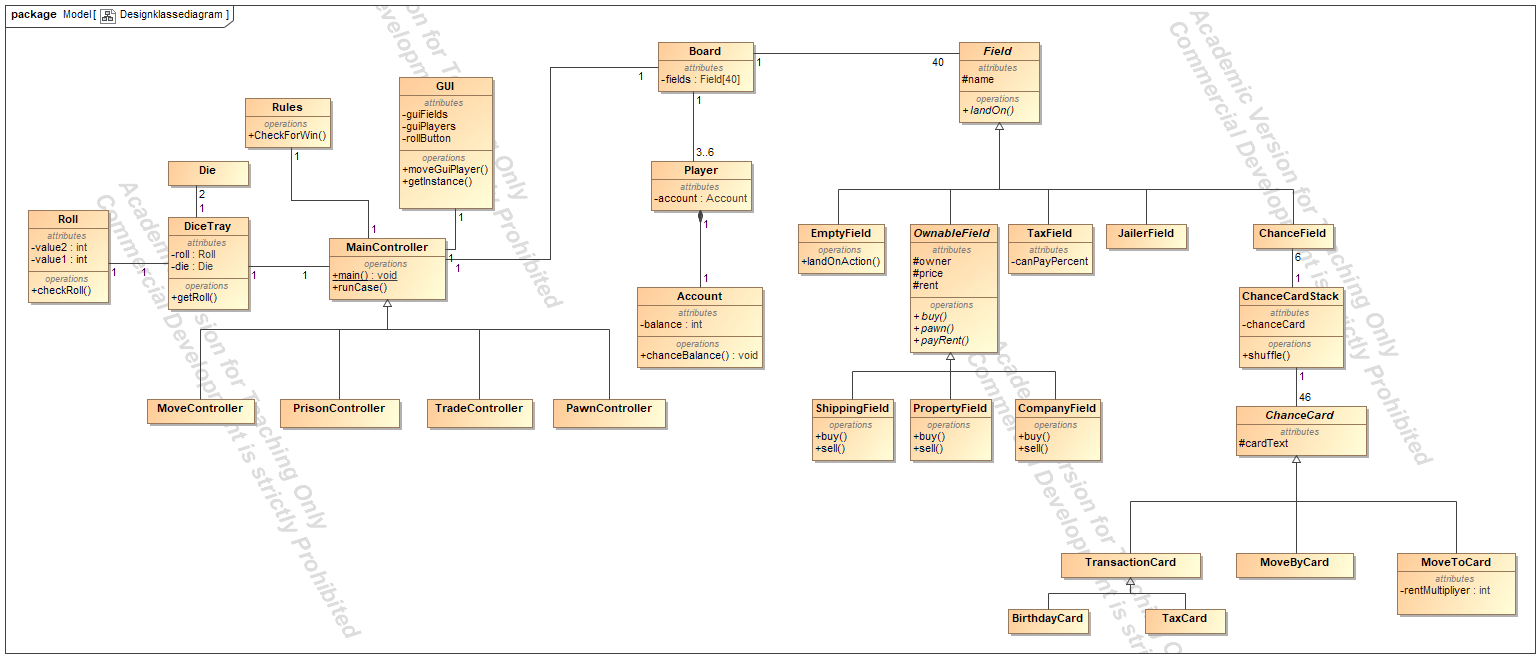 package Model [ Designklassediagram ]
Board
attributes
-fields : Field[40]
1
1
1
40
Field
attributes
#name
operations
+landOn()
GUI
attributes
-guiFields
-guiPlayers
-rollButton
operations
+moveGuiPlayer()
+getInstance()
1
1
Rules
operations
+CheckForWin()
1
1
Die
2
1
Roll
attributes
-value2 : int
-value1 : int
operations
+checkRoll()
1
1
DiceTray
attributes
-roll : Roll
-die : Die
operations
+getRoll()
1
1
MainController
operations
+main() : void
+runCase()
1
3..6
Player
attributes
-account : Account
1
1
Account
attributes
-balance : int
operations
+chanceBalance() : void
MoveController
PrisonController
TradeController
PawnController
EmptyField
operations
+landOnAction()
OwnableField
attributes
#owner
#price
#rent
operations
+buy()
+pawn()
+payRent()
TaxField
attributes
-canPayPercent
JailerField
ChanceField
6
1
ChanceCardStack
attributes
-chanceCard
operations
+shuffle()
1
46
ShippingField
operations
+buy()
+sell()
PropertyField
operations
+buy()
+sell()
CompanyField
operations
+buy()
+sell()
ChanceCard
attributes
#cardText
TransactionCard
MoveByCard
MoveToCard
attributes
-rentMultipliyer : int
BirthdayCard
TaxCard
Academic Version for Teaching Only
Commercial Development is strictly Prohibited